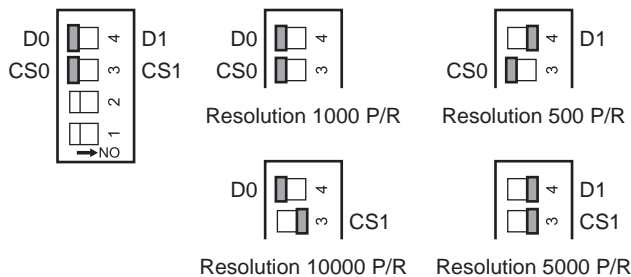 D0 4 D1
CS0 3 CS1
2
1
NO
D0 4
CS0 3
Resolution 1000 P/R
4 D1
CS0 3
Resolution 500 P/R
D0 4
3 CS1
Resolution 10000 P/R
4 D1
3 CS1
Resolution 5000 P/R